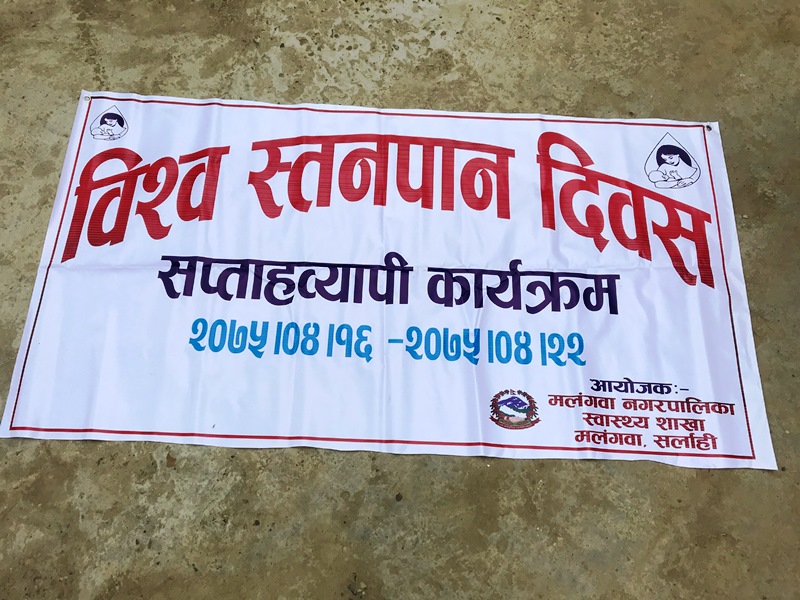 विश्व स्तनपान दिवस
सप्ताहव्यापी कार्यक्रम
२०७५।०४।१६ -२०७५।०४।२२
आयोजक:-
मलंगवा नगरपालिका
स्वास्थ्य शाखा
मलंगवा, सर्लाही